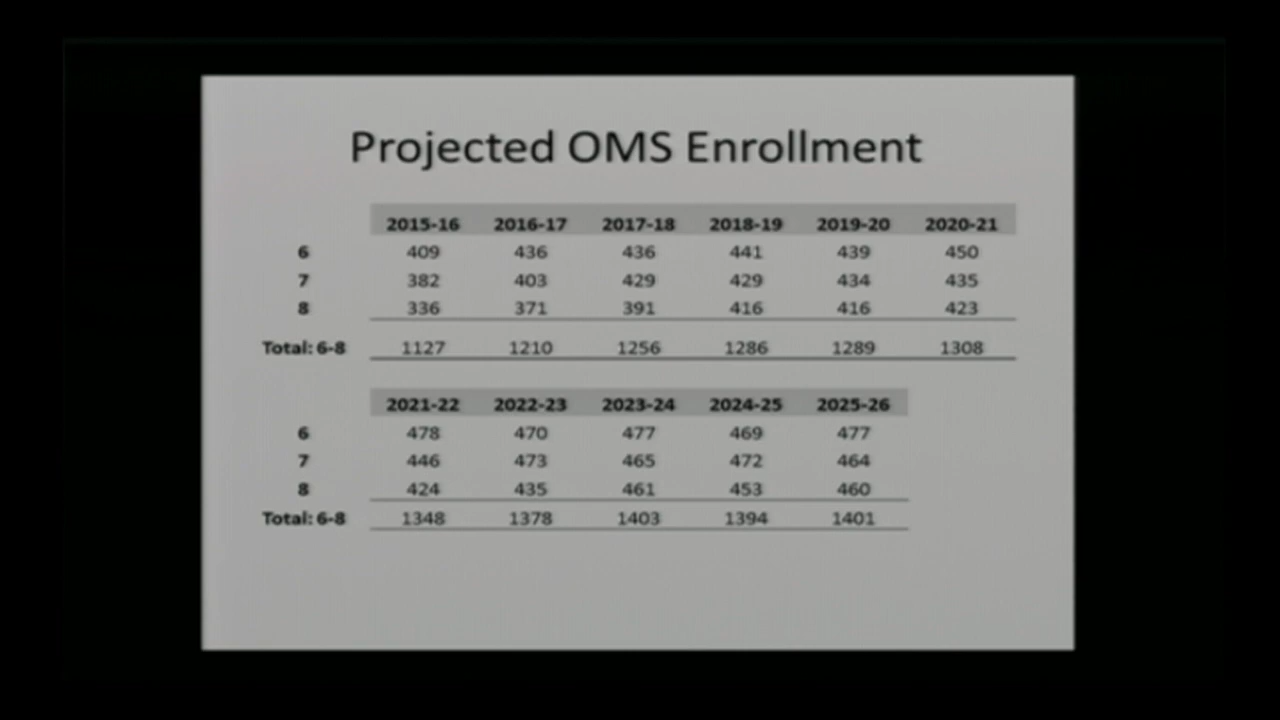 Projected OMS Enrollment
2015-16 2016-17 2017-18 2018-19 2019-20 2020-21
6 409 436 436 441 439 450
7 382 403 429 429 434 435
8 336 371 391 416 416 423
Total: 6-8 1127 1210 1256 1286 1289 1308
2021-22 2022-23 2023-24 2024-25 2025-26
6 478 470 477 469 477
7 446 473 465 472 464
8 424 435 461 453 460
Total: 6-8 1348 1378 1403 1394 1401